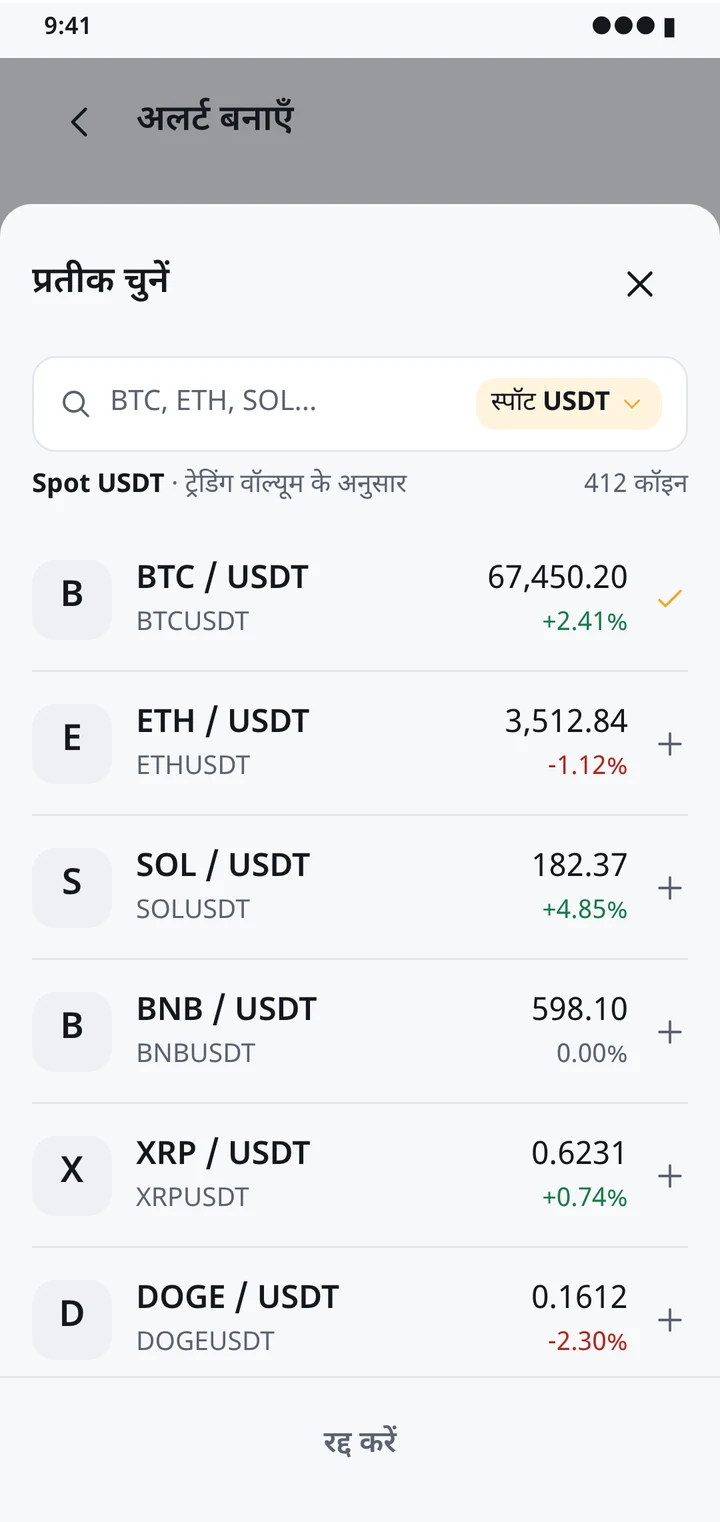 9:41
अलर्ट बनाएँ
प्रतीक चुनें
BTC, ETH, SOL... स्पॉट USDT
Spot USDT · ट्रेडिंग वॉल्यूम के अनुसार 412 कॉइन
B BTC / USDT 67,450.20
BTCUSDT +2.41%
E ETH / USDT 3,512.84
ETHUSDT -1.12%
S SOL / USDT 182.37
SOLUSDT +4.85%
B BNB / USDT 598.10
BNBUSDT 0.00%
X XRP / USDT 0.6231
XRPUSDT +0.74%
D DOGE / USDT 0.1612
DOGEUSDT -2.30%
रद्द करें